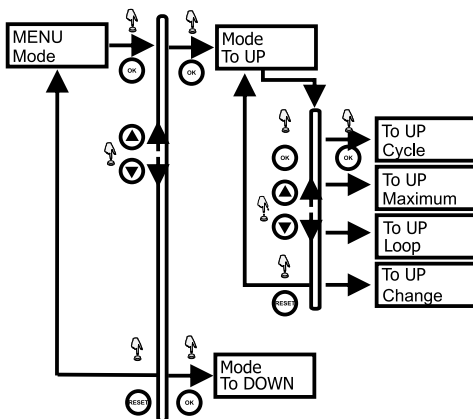 MENU
Mode
OK
OK
Mode
To UP
OK
OK
To UP
Cycle
To UP
Maximum
To UP
Loop
To UP
Change
RESET
RESET
OK
Mode
To DOWN